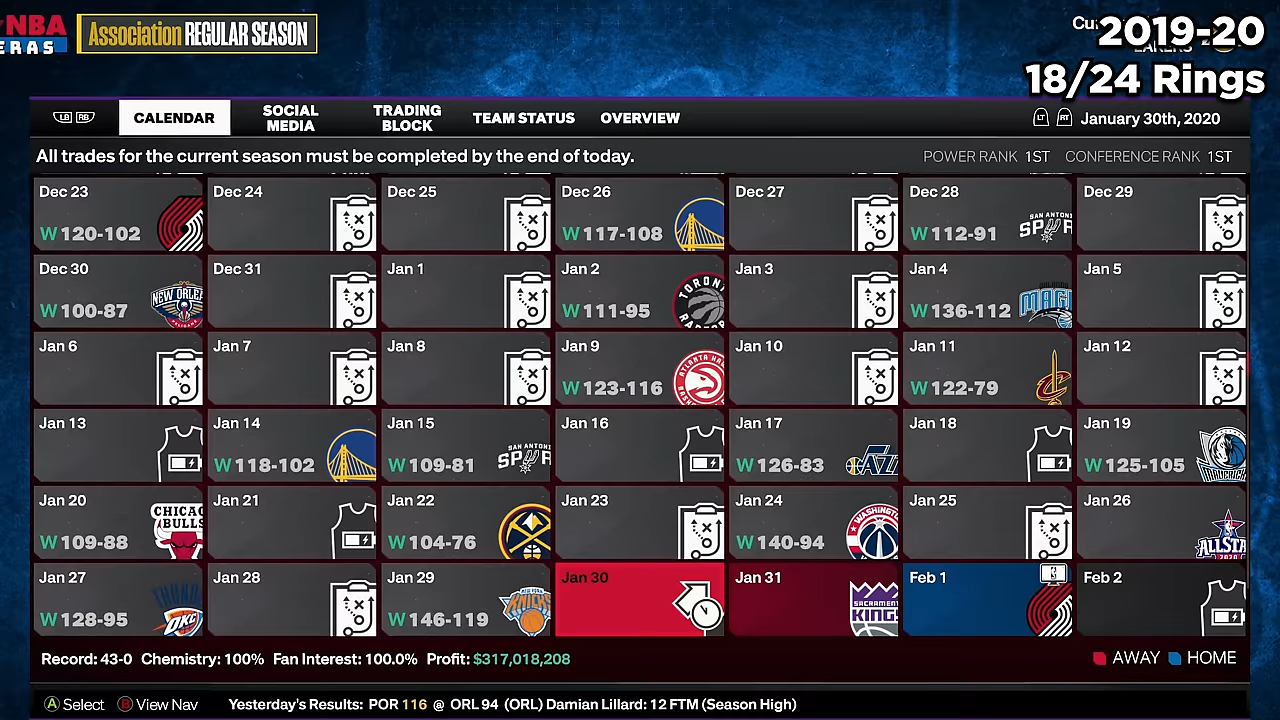 NBA
ERAS
Association REGULAR SEASON
2019-20
18/24 Rings
LB RB
CALENDAR
SOCIAL MEDIA
TRADING BLOCK
TEAM STATUS
OVERVIEW
LT RT
January 30th, 2020
All trades for the current season must be completed by the end of today.
POWER RANK 1ST CONFERENCE RANK 1ST
Dec 23 Dec 24 Dec 25 Dec 26 Dec 27 Dec 28 Dec 29
W 120-102 W 117-108 W 112-91
Dec 30 Dec 31 Jan 1 Jan 2 Jan 3 Jan 4 Jan 5
W 100-87 W 111-95 W 136-112
Jan 6 Jan 7 Jan 8 Jan 9 Jan 10 Jan 11 Jan 12
W 123-116 W 122-79
Jan 13 Jan 14 Jan 15 Jan 16 Jan 17 Jan 18 Jan 19
W 118-102 W 109-81 W 126-83 W 125-105
Jan 20 Jan 21 Jan 22 Jan 23 Jan 24 Jan 25 Jan 26
W 109-88 W 104-76 W 140-94
Jan 27 Jan 28 Jan 29 Jan 30 Jan 31 Feb 1 Feb 2
W 128-95 W 146-119
Record: 43-0 Chemistry: 100% Fan Interest: 100.0% Profit: $317,018,208
AWAY HOME
A Select B View Nav Yesterday's Results: POR 116 @ ORL 94 (ORL) Damian Lillard: 12 FTM (Season High)